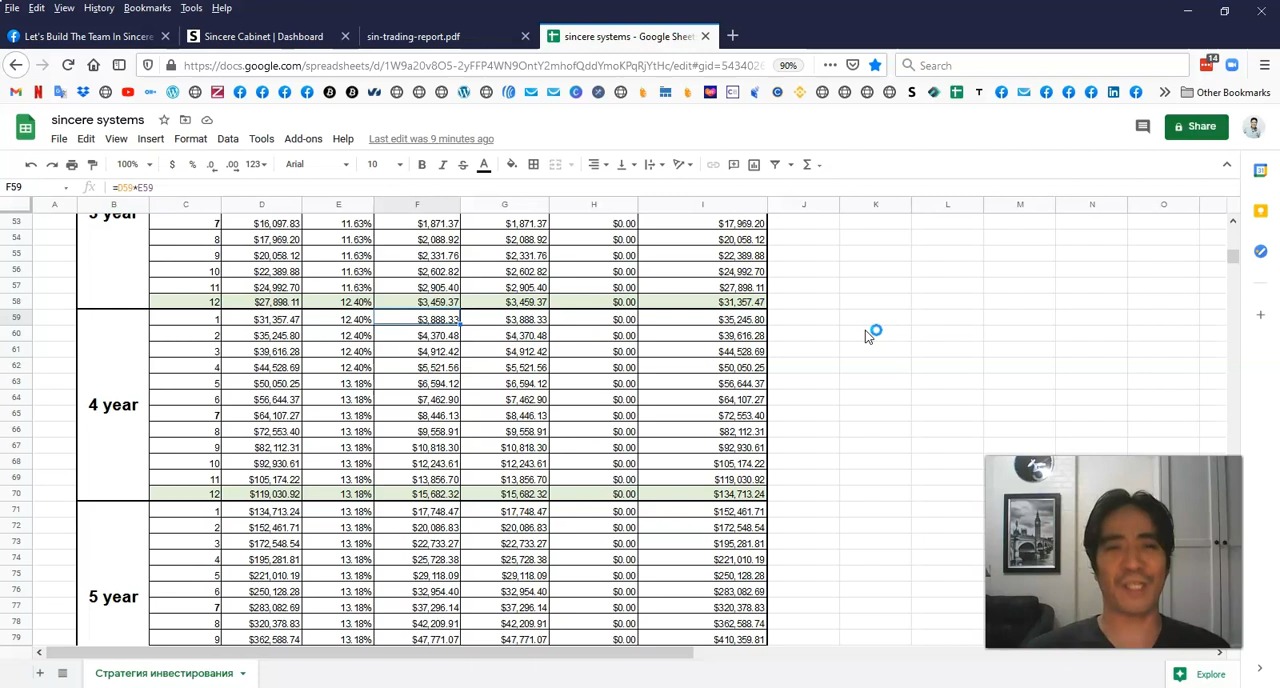 File Edit View History Bookmarks Tools Help
Let's Build The Team In Sincere
Sincere Cabinet | Dashboard
sin-trading-report.pdf
sincere systems - Google Sheet
https://docs.google.com/spreadsheets/d/1W9a20v8O5-2yFFP4WN9OntY2mhofQddYmoKPqRjYtHc/edit#gid=5434026 90% Search 14
Other Bookmarks
sincere systems
File Edit View Insert Format Data Tools Add-ons Help Last edit was 9 minutes ago Share
100% $ % .0 .00 123 Arial 10
F59 fx =D59*E59
A B C D E F G H I J K L M N O
53 3 year 7 $16,097.83 11.63% $1,871.37 $1,871.37 $0.00 $17,969.20
54 8 $17,969.20 11.63% $2,088.92 $2,088.92 $0.00 $20,058.12
55 9 $20,058.12 11.63% $2,331.76 $2,331.76 $0.00 $22,389.88
56 10 $22,389.88 11.63% $2,602.82 $2,602.82 $0.00 $24,992.70
57 11 $24,992.70 11.63% $2,905.40 $2,905.40 $0.00 $27,898.11
58 12 $27,898.11 12.40% $3,459.37 $3,459.37 $0.00 $31,357.47
59 1 $31,357.47 12.40% $3,888.33 $3,888.33 $0.00 $35,245.80
60 2 $35,245.80 12.40% $4,370.48 $4,370.48 $0.00 $39,616.28
61 3 $39,616.28 12.40% $4,912.42 $4,912.42 $0.00 $44,528.69
62 4 $44,528.69 12.40% $5,521.56 $5,521.56 $0.00 $50,050.25
63 5 $50,050.25 13.18% $6,594.12 $6,594.12 $0.00 $56,644.37
64 4 year 6 $56,644.37 13.18% $7,462.90 $7,462.90 $0.00 $64,107.27
65 7 $64,107.27 13.18% $8,446.13 $8,446.13 $0.00 $72,553.40
66 8 $72,553.40 13.18% $9,558.91 $9,558.91 $0.00 $82,112.31
67 9 $82,112.31 13.18% $10,818.30 $10,818.30 $0.00 $92,930.61
68 10 $92,930.61 13.18% $12,243.61 $12,243.61 $0.00 $105,174.22
69 11 $105,174.22 13.18% $13,856.70 $13,856.70 $0.00 $119,030.92
70 12 $119,030.92 13.18% $15,682.32 $15,682.32 $0.00 $134,713.24
71 1 $134,713.24 13.18% $17,748.47 $17,748.47 $0.00 $152,461.71
72 2 $152,461.71 13.18% $20,086.83 $20,086.83 $0.00 $172,548.54
73 3 $172,548.54 13.18% $22,733.27 $22,733.27 $0.00 $195,281.81
74 4 $195,281.81 13.18% $25,728.38 $25,728.38 $0.00 $221,010.19
75 5 $221,010.19 13.18% $29,118.09 $29,118.09 $0.00 $250,128.28
76 5 year 6 $250,128.28 13.18% $32,954.40 $32,954.40 $0.00 $283,082.69
77 7 $283,082.69 13.18% $37,296.14 $37,296.14 $0.00 $320,378.83
78 8 $320,378.83 13.18% $42,209.91 $42,209.91 $0.00 $362,588.74
79 9 $362,588.74 13.18% $47,771.07 $47,771.07 $0.00 $410,359.81
Стратегия инвестирования
Explore